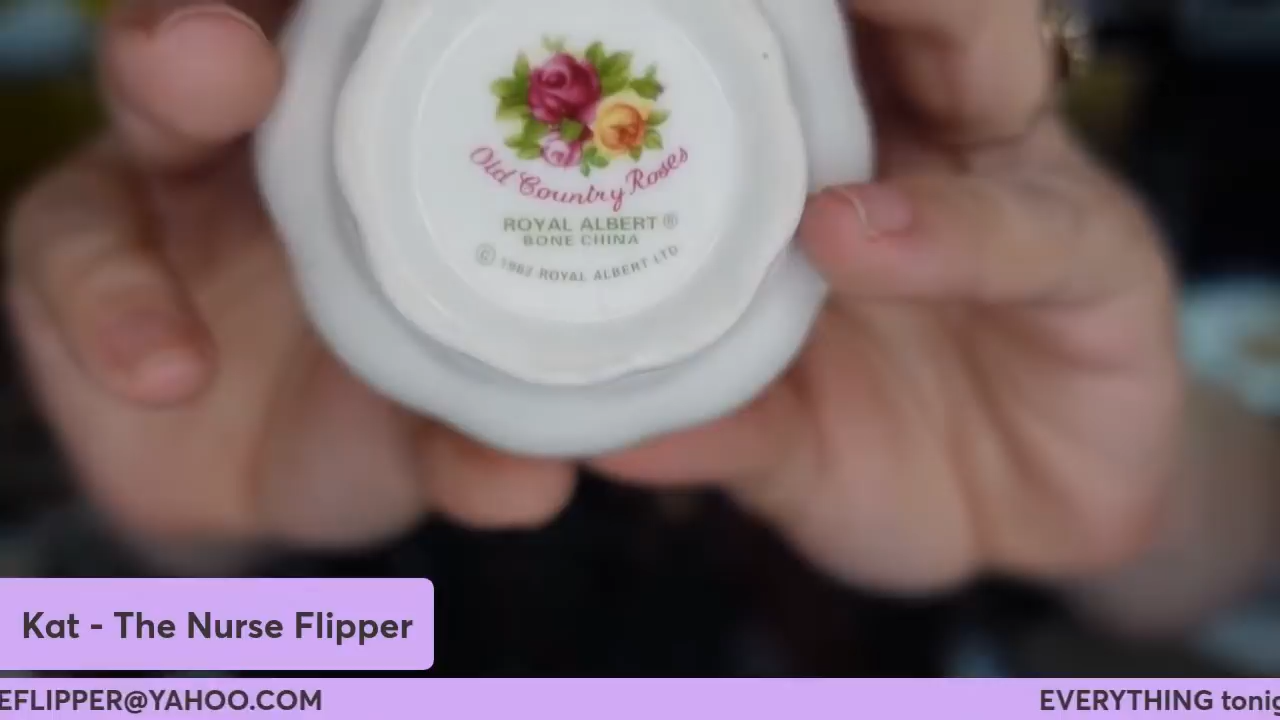 Old Country Roses
ROYAL ALBERT ®
BONE CHINA
© 1962 ROYAL ALBERT LTD
Kat - The Nurse Flipper
EFLIPPER@YAHOO.COM
EVERYTHING tonig